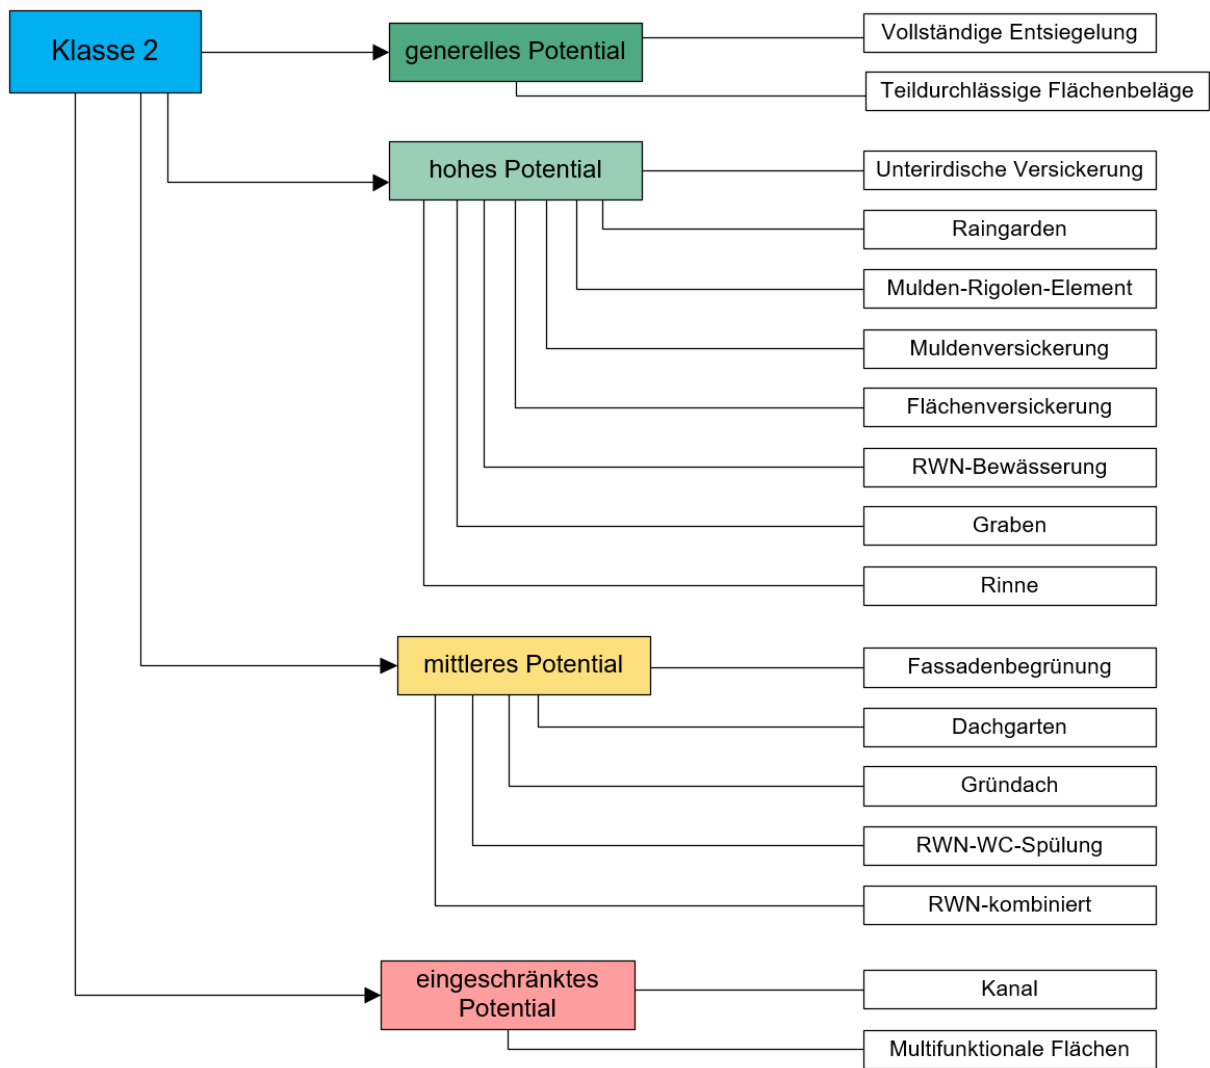 Klasse 2
generelles Potential
Vollständige Entsiegelung
Teildurchlässige Flächenbeläge
hohes Potential
Unterirdische Versickerung
Raingarden
Mulden-Rigolen-Element
Muldenversickerung
Flächenversickerung
RWN-Bewässerung
Graben
Rinne
mittleres Potential
Fassadenbegrünung
Dachgarten
Gründach
RWN-WC-Spülung
RWN-kombiniert
eingeschränktes
Potential
Kanal
Multifunktionale Flächen